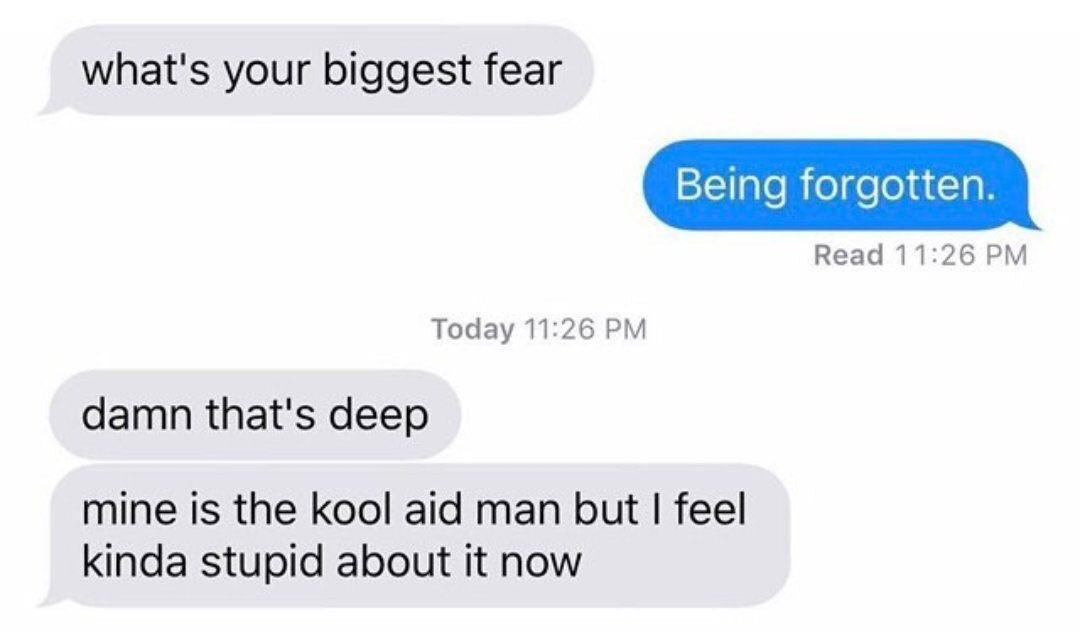 what's your biggest fear
Being forgotten.
Read 11:26 PM
Today 11:26 PM
damn that's deep
mine is the kool aid man but I feel
kinda stupid about it now